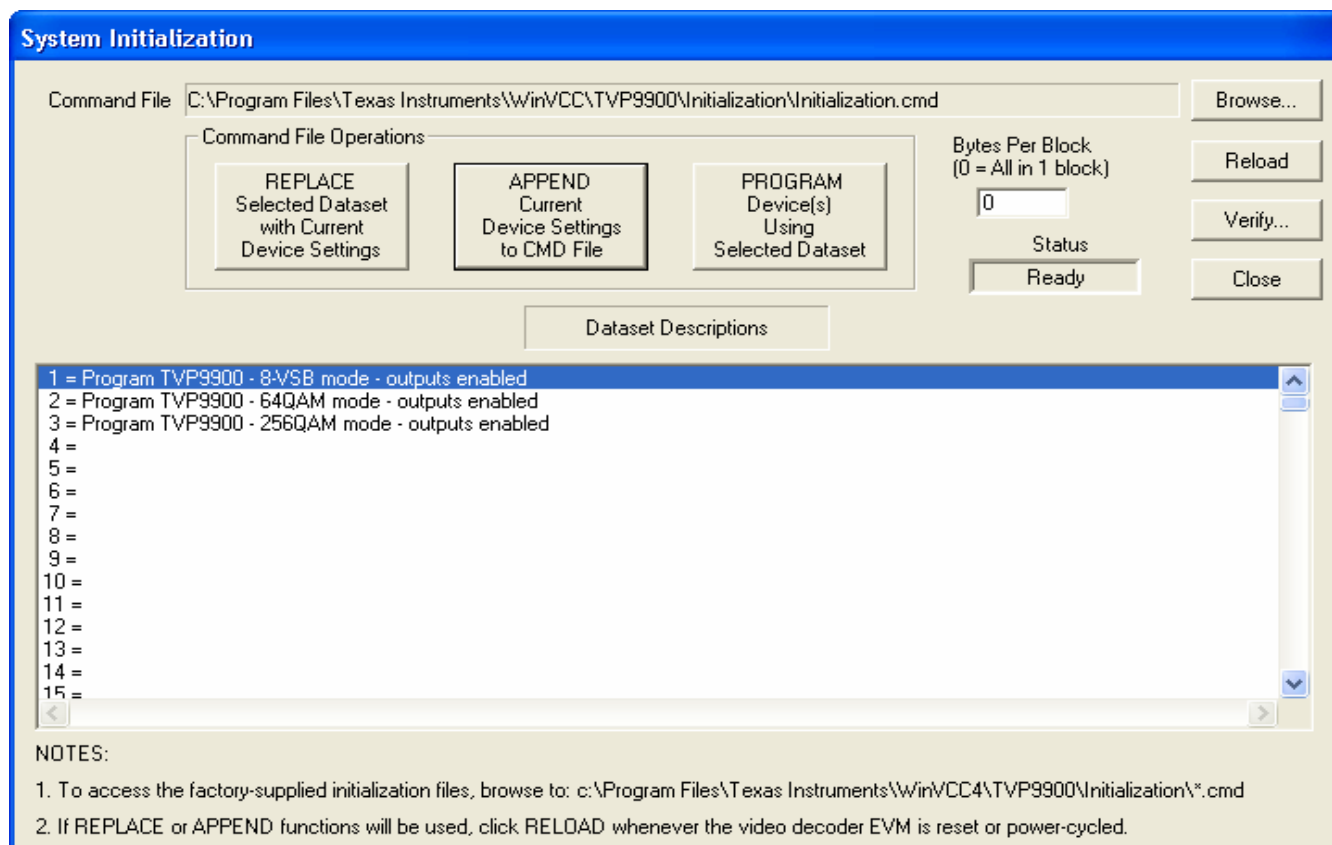 System Initialization
Command File C:\Program Files\Texas Instruments\WinVCC\TVP9900\Initialization\Initialization.cmd
Browse...
Command File Operations
REPLACE
Selected Dataset
with Current
Device Settings
APPEND
Current
Device Settings
to CMD File
PROGRAM
Device(s)
Using
Selected Dataset
Bytes Per Block
(0 = All in 1 block)
0
Status
Ready
Reload
Verify...
Close
Dataset Descriptions
1 = Program TVP9900 - 8-VSB mode - outputs enabled
2 = Program TVP9900 - 64QAM mode - outputs enabled
3 = Program TVP9900 - 256QAM mode - outputs enabled
4 =
5 =
6 =
7 =
8 =
9 =
10 =
11 =
12 =
13 =
14 =
15 =
NOTES:
1. To access the factory-supplied initialization files, browse to: c:\Program Files\Texas Instruments\WinVCC4\TVP9900\Initialization\*.cmd
2. If REPLACE or APPEND functions will be used, click RELOAD whenever the video decoder EVM is reset or power-cycled.